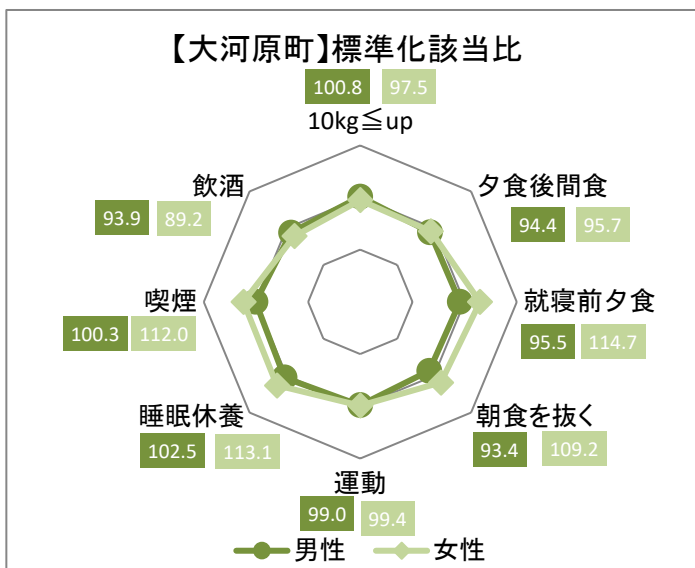 【大河原町】標準化該当比
100.8 97.5
10kg≦up
夕食後間食
94.4 95.7
就寝前夕食
95.5 114.7
朝食を抜く
93.4 109.2
運動
99.0 99.4
睡眠休養
102.5 113.1
喫煙
100.3 112.0
飲酒
93.9 89.2
男性 女性